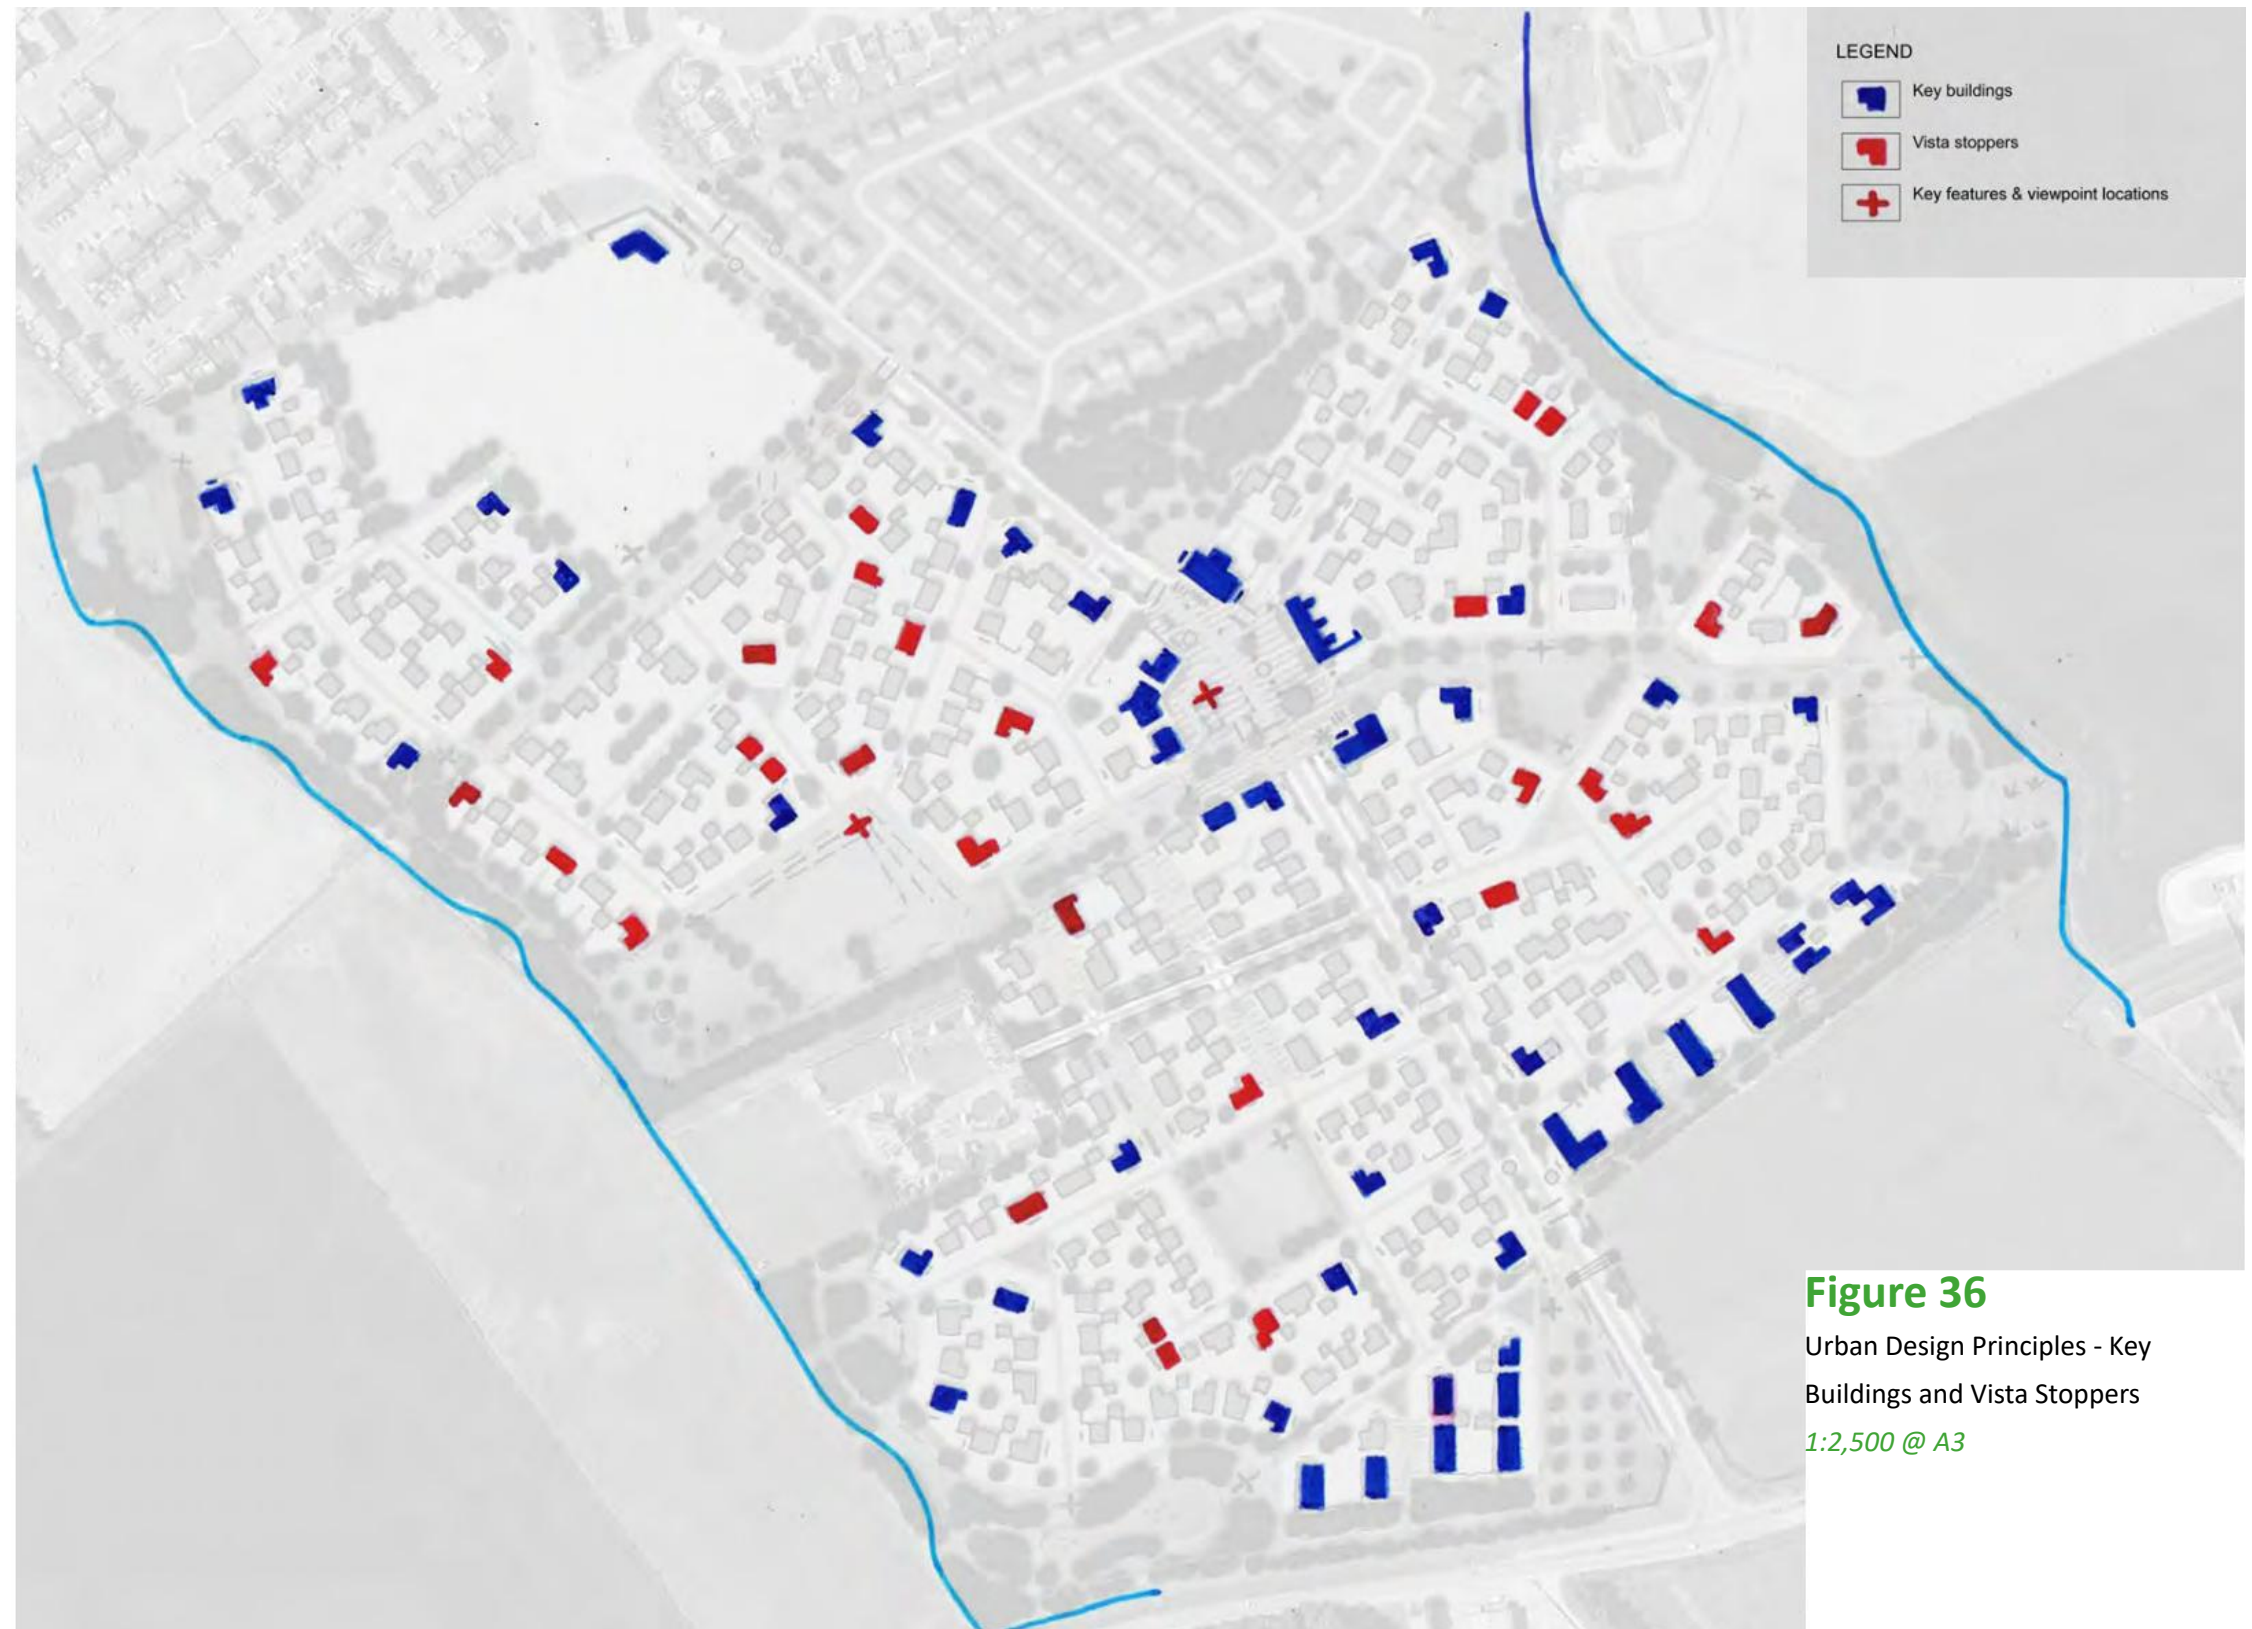 LEGEND
Key buildings
Vista stoppers
Key features & viewpoint locations
Figure 36
Urban Design Principles - Key
Buildings and Vista Stoppers
1:2,500 @ A3